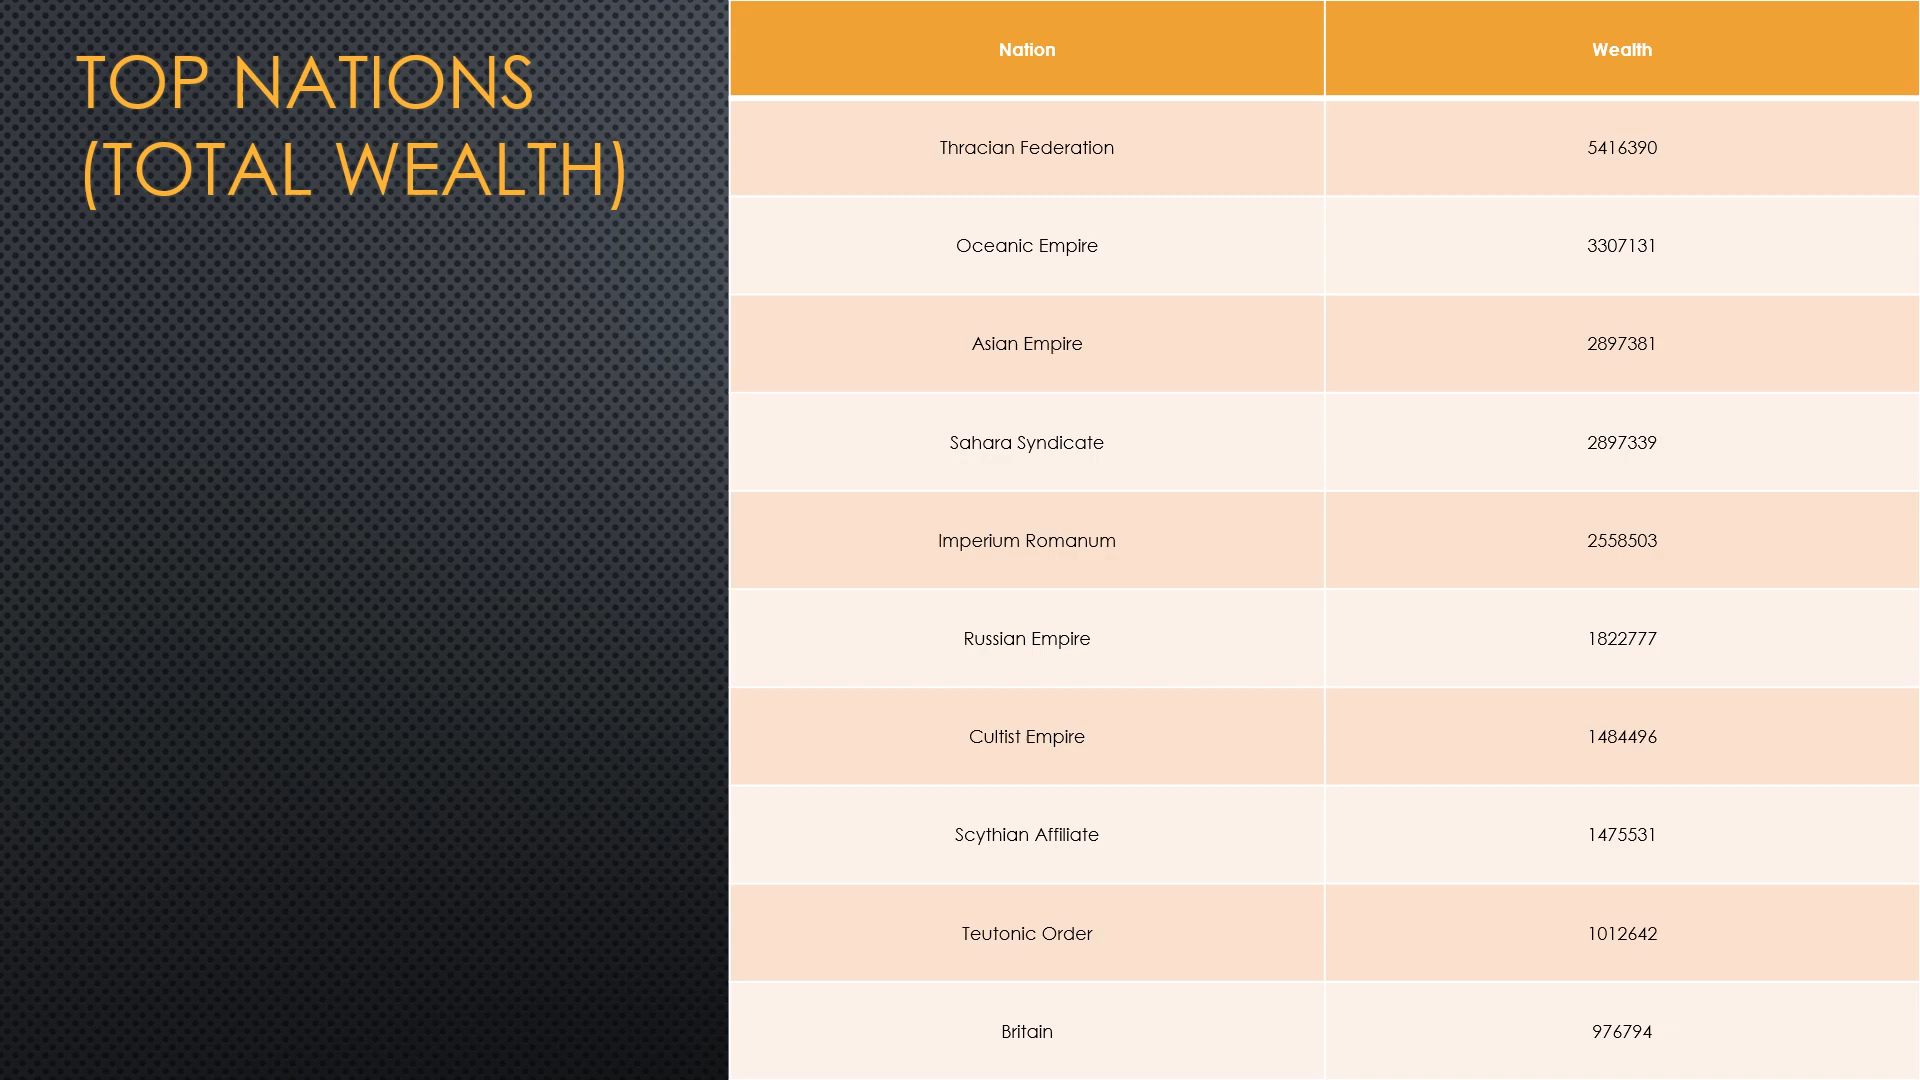 TOP NATIONS
(TOTAL WEALTH)
Nation Wealth
Thracian Federation 5416390
Oceanic Empire 3307131
Asian Empire 2897381
Sahara Syndicate 2897339
Imperium Romanum 2558503
Russian Empire 1822777
Cultist Empire 1484496
Scythian Affiliate 1475531
Teutonic Order 1012642
Britain 976794